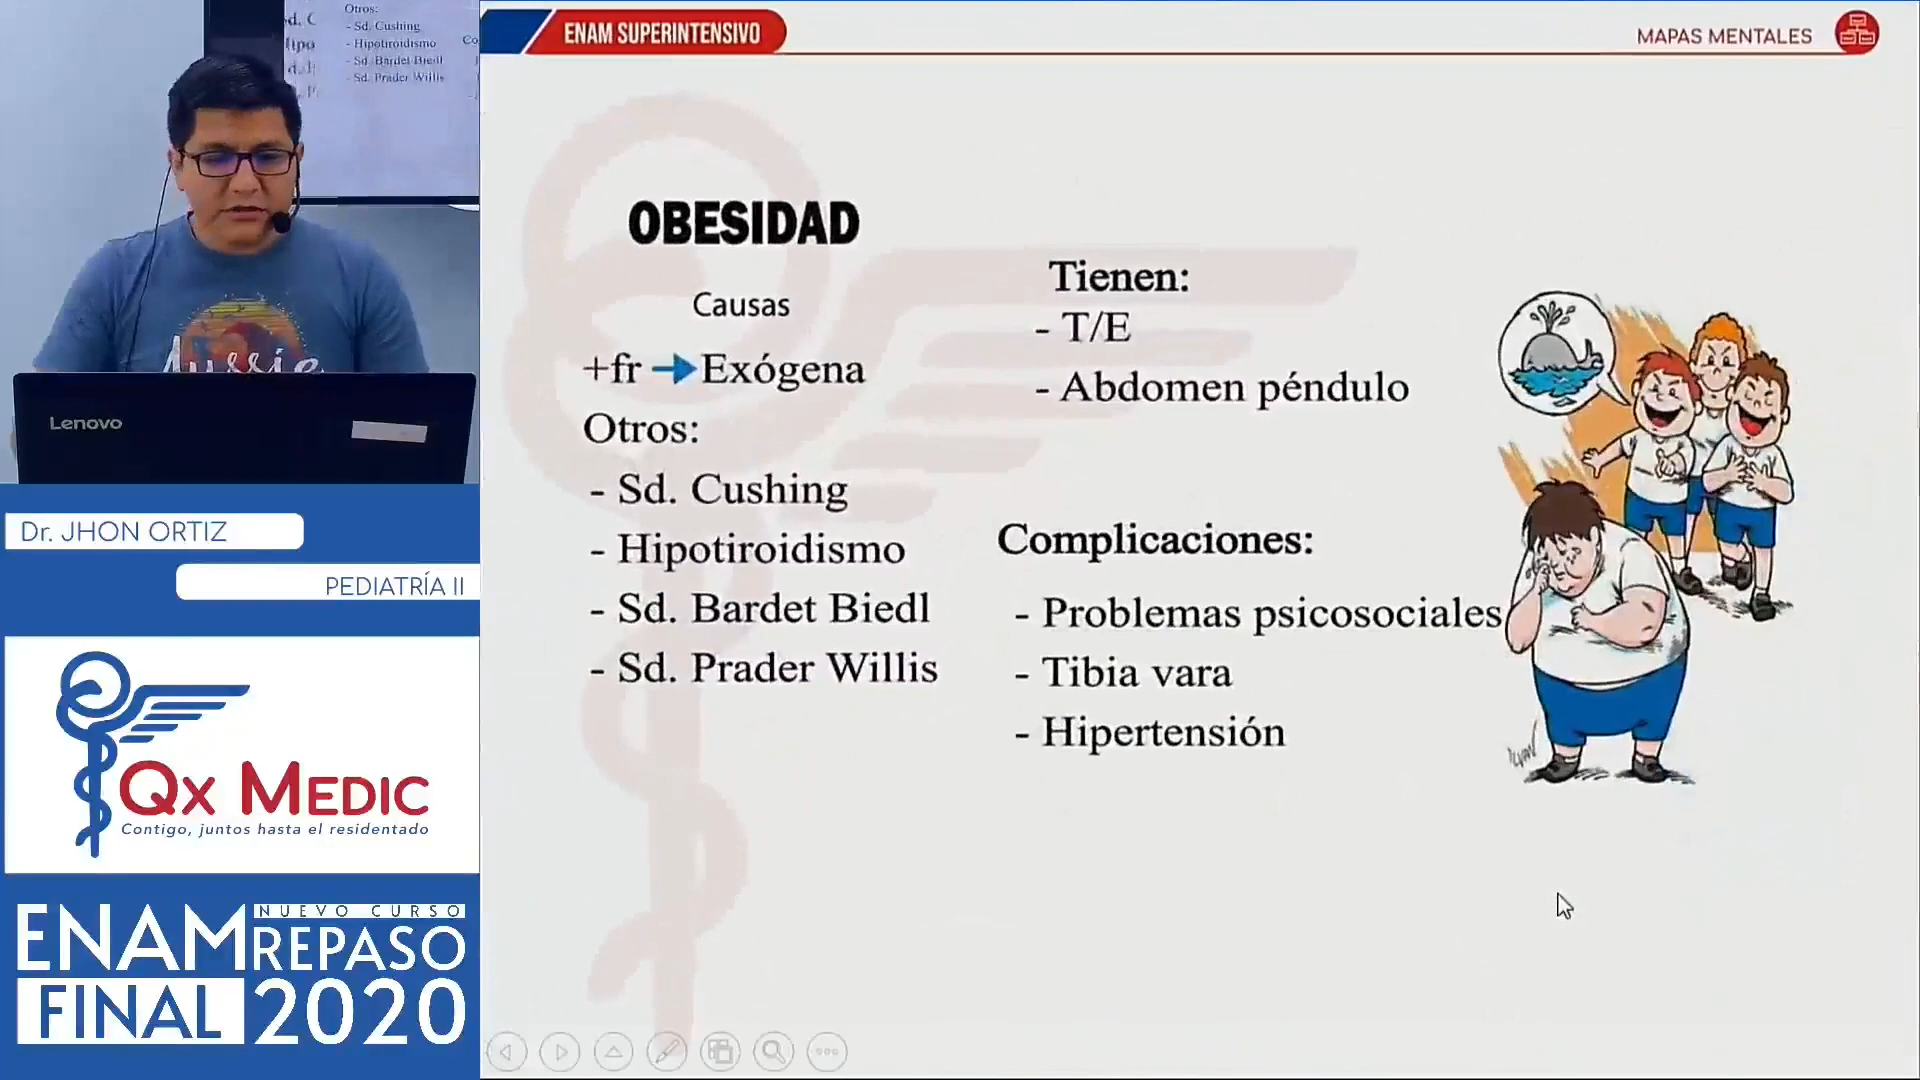 Otros:
- Sd. Cushing
- Hipotiroidismo
- Sd. Bardet Biedl
- Sd. Prader Willis
Lenovo
Dr. JHON ORTIZ
PEDIATRÍA II
QX MEDIC
Contigo, juntos hasta el residentado
ENAM
NUEVO CURSO
REPASO
FINAL 2020
ENAM SUPERINTENSIVO
MAPAS MENTALES
OBESIDAD
Causas
+fr Exógena
Otros:
- Sd. Cushing
- Hipotiroidismo
- Sd. Bardet Biedl
- Sd. Prader Willis
Tienen:
- T/E
- Abdomen péndulo
Complicaciones:
- Problemas psicosociales
- Tibia vara
- Hipertensión